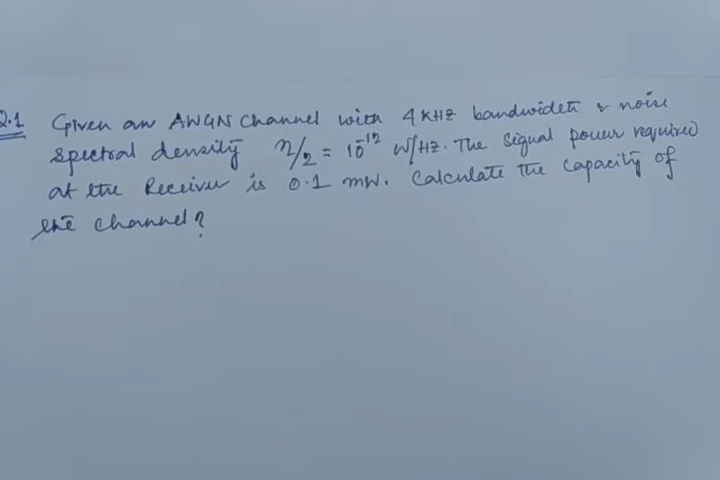 Q.1 Given an AWGN channel with 4 KHZ bandwidth & noise
spectral density η/2 = 10⁻¹² W/HZ. The signal power required
at the Receiver is 0.1 mW. Calculate the capacity of
the channel?